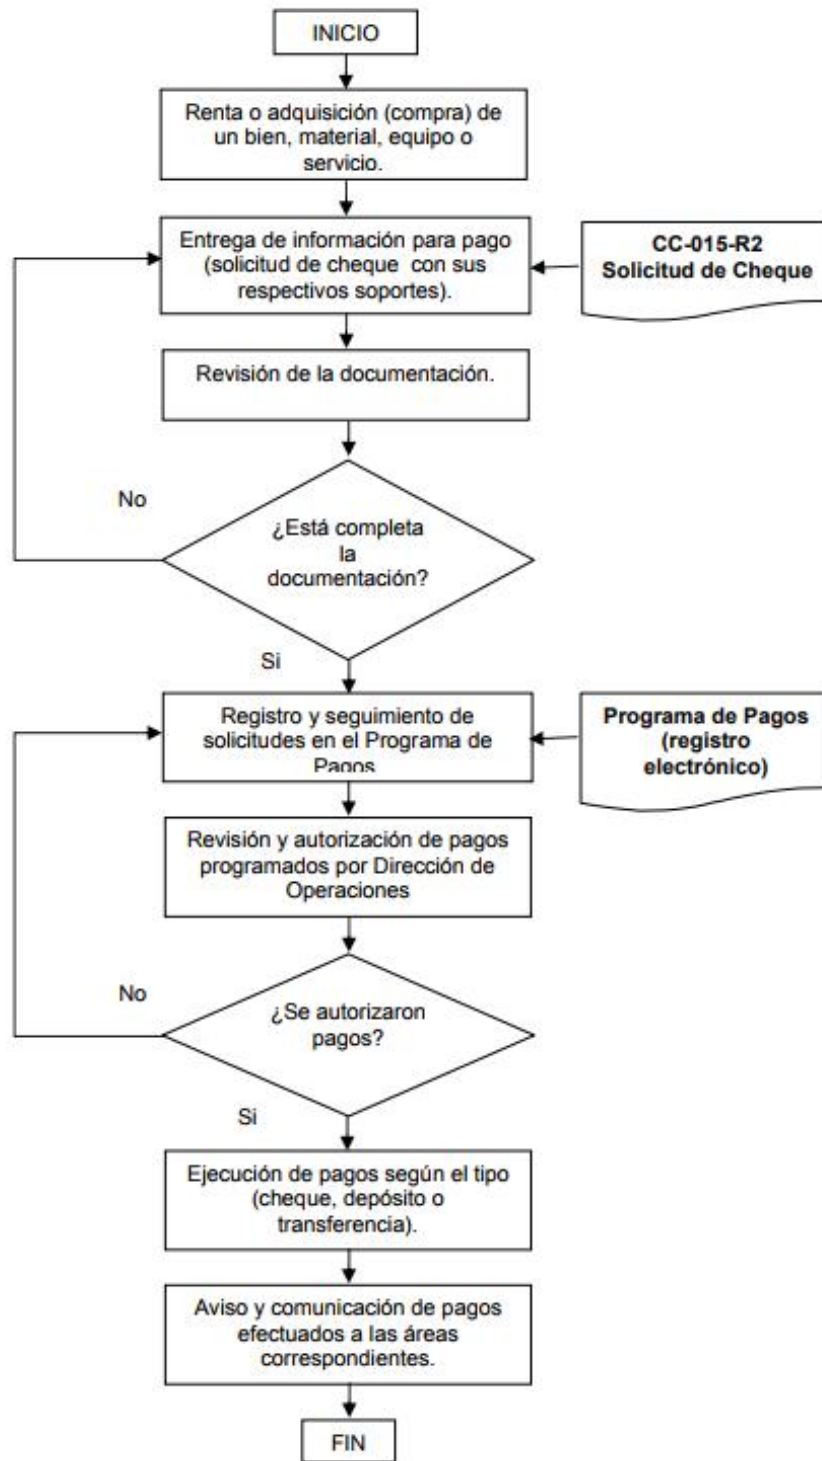 INICIO
Renta o adquisición (compra) de
un bien, material, equipo o
servicio.
Entrega de información para pago
(solicitud de cheque con sus
respectivos soportes).
CC-015-R2
Solicitud de Cheque
Revisión de la documentación.
No
¿Está completa
la
documentación?
Si
Registro y seguimiento de
solicitudes en el Programa de
Pagos
Programa de Pagos
(registro
electrónico)
Revisión y autorización de pagos
programados por Dirección de
Operaciones
No
¿Se autorizaron
pagos?
Si
Ejecución de pagos según el tipo
(cheque, depósito o
transferencia).
Aviso y comunicación de pagos
efectuados a las áreas
correspondientes.
FIN